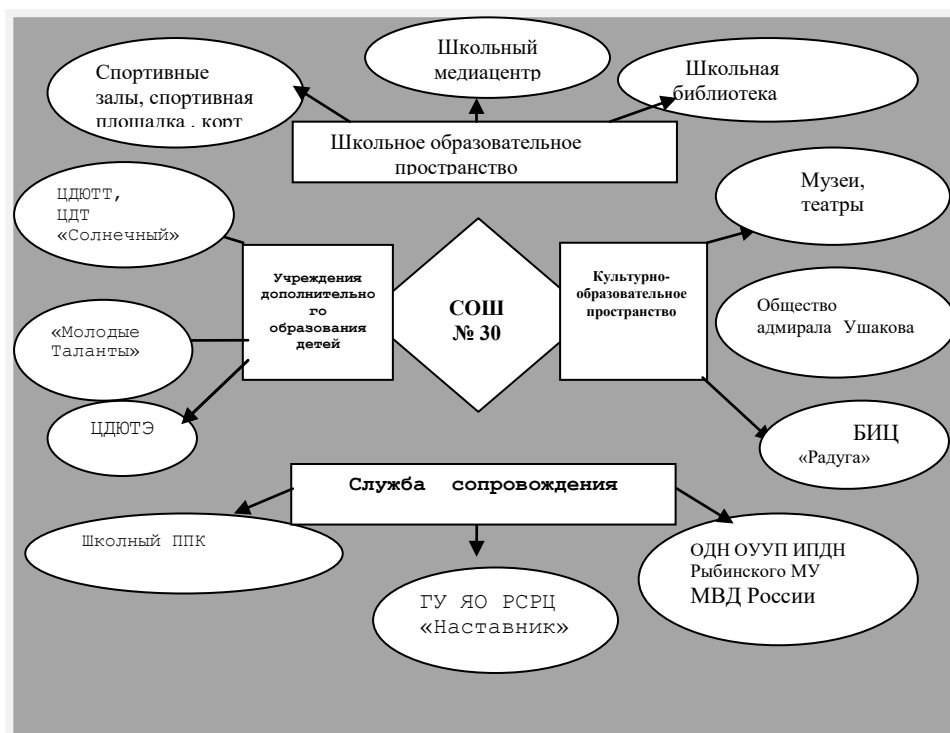 Школьный
медиацентр
Спортивные
залы, спортивная
площадка , корт
Школьная
библиотека
Школьное образовательное
пространство
ЦДЮТТ,
ЦДТ
«Солнечный»
Музеи,
театры
Учреждения
дополнительно
го
образования
детей
СОШ
№ 30
Культурно-
образовательное
пространство
Общество
адмирала Ушакова
«Молодые
Таланты»
ЦДЮТЭ
БИЦ
«Радуга»
Служба сопровождения
Школный ППК
ОДН ОУУП ИПДН
Рыбинского МУ
МВД России
ГУ ЯО РСРЦ
«Наставник»